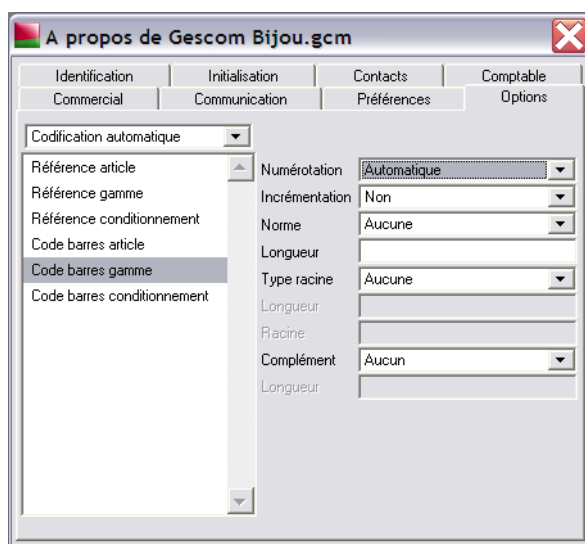 A propos de Gescom Bijou.gcm
Identification Initialisation Contacts Comptable
Commercial Communication Préférences Options
Codification automatique
Référence article
Référence gamme
Référence conditionnement
Code barres article
Code barres gamme
Code barres conditionnement
Numérotation Automatique
Incrémentation Non
Norme Aucune
Longueur
Type racine Aucune
Longueur
Racine
Complément Aucun
Longueur